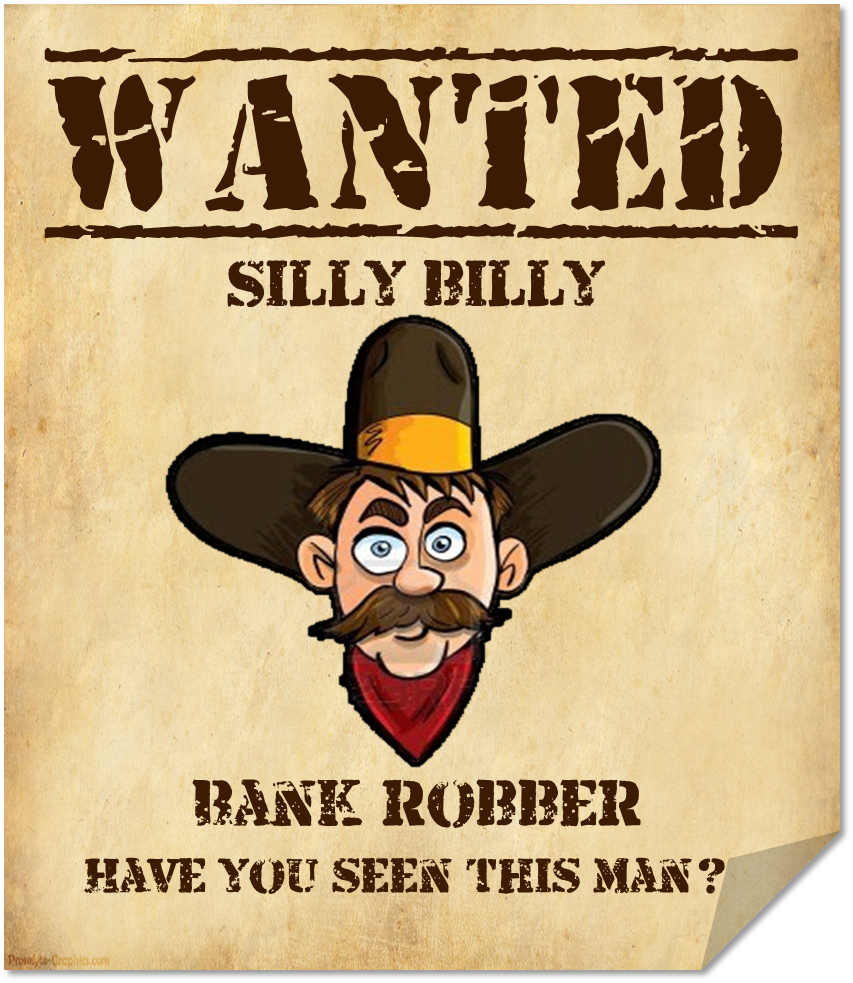 WANTED
SILLY BILLY
BANK ROBBER
HAVE YOU SEEN THIS MAN?